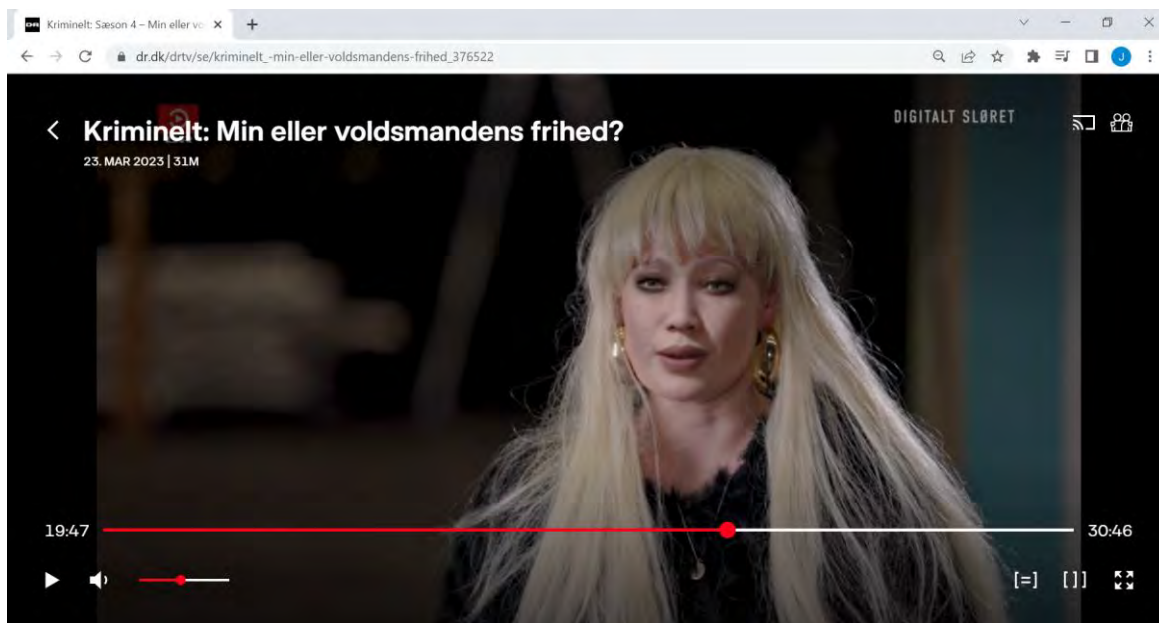 DR Kriminelt: Sæson 4 – Min eller vo
dr.dk/drtv/se/kriminelt_-min-eller-voldsmandens-frihed_376522
J
DIGITALT SLØRET
Kriminelt: Min eller voldsmandens frihed?
23. MAR 2023 | 31M
19:47
30:46